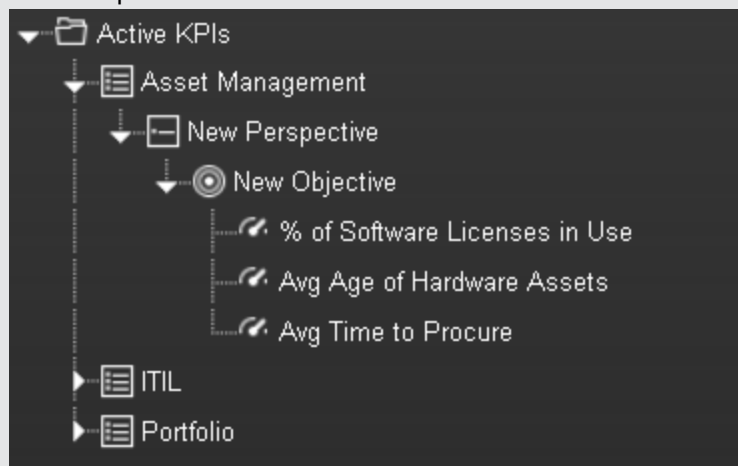 Active KPIs
Asset Management
New Perspective
New Objective
% of Software Licenses in Use
Avg Age of Hardware Assets
Avg Time to Procure
ITIL
Portfolio